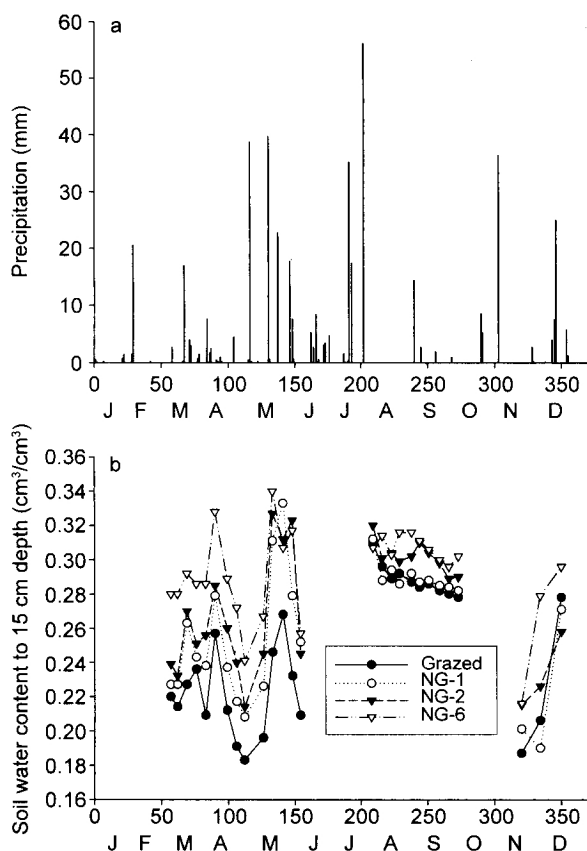 a
Precipitation (mm)
60
50
40
30
20
10
0
0 50 100 150 200 250 300 350
J F M A M J J A S O N D
b
Soil water content to 15 cm depth (cm³/cm³)
0.36
0.34
0.32
0.30
0.28
0.26
0.24
0.22
0.20
0.18
0.16
Grazed
NG-1
NG-2
NG-6
0 50 100 150 200 250 300 350
J F M A M J J A S O N D